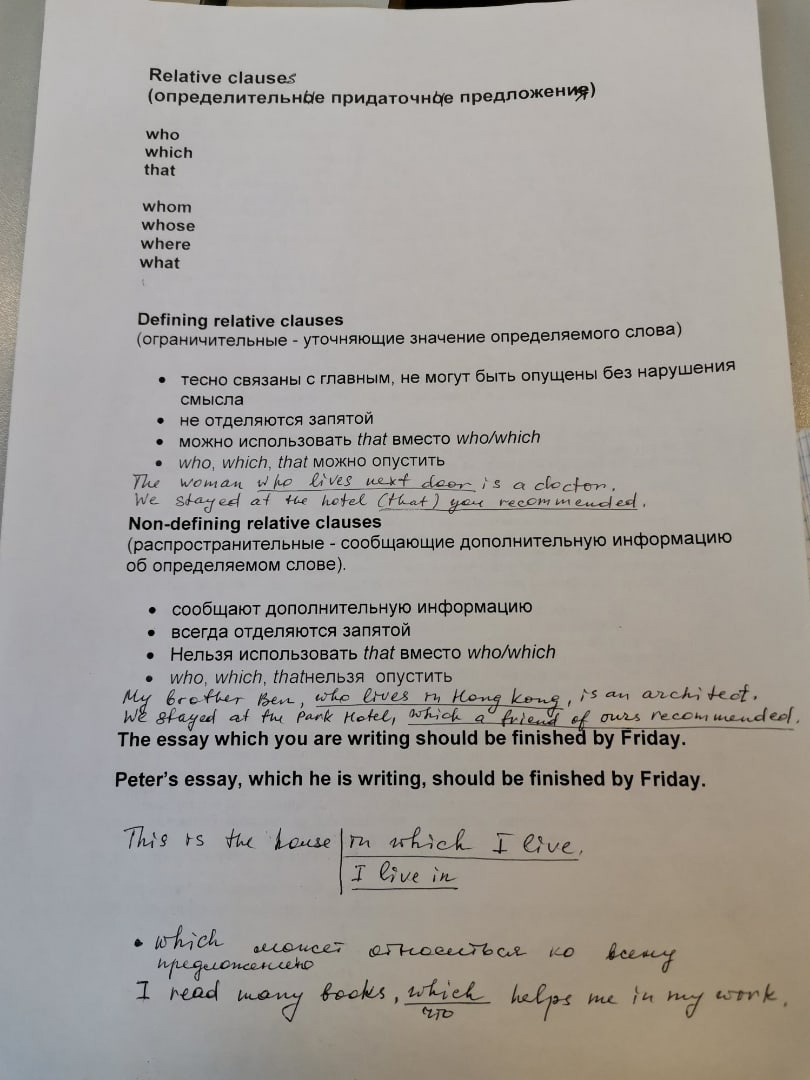 Relative clauses
(определительные придаточные предложения)
who
which
that
whom
whose
where
what
Defining relative clauses
(ограничительные - уточняющие значение определяемого слова)
• тесно связаны с главным, не могут быть опущены без нарушения
смысла
• не отделяются запятой
• можно использовать that вместо who/which
• who, which, that можно опустить
The woman who lives next door is a doctor.
We stayed at the hotel (that) you recommended.
Non-defining relative clauses
(распространительные - сообщающие дополнительную информацию
об определяемом слове).
• сообщают дополнительную информацию
• всегда отделяются запятой
• Нельзя использовать that вместо who/which
• who, which, thatнельзя опустить
My brother Ben, who lives in Hong Kong, is an architect.
We stayed at the Park Hotel, which a friend of ours recommended.
The essay which you are writing should be finished by Friday.
Peter's essay, which he is writing, should be finished by Friday.
This is the house in which I live.
I live in
• which может относиться ко всему
предложению
I read many books, which helps me in my work.
что